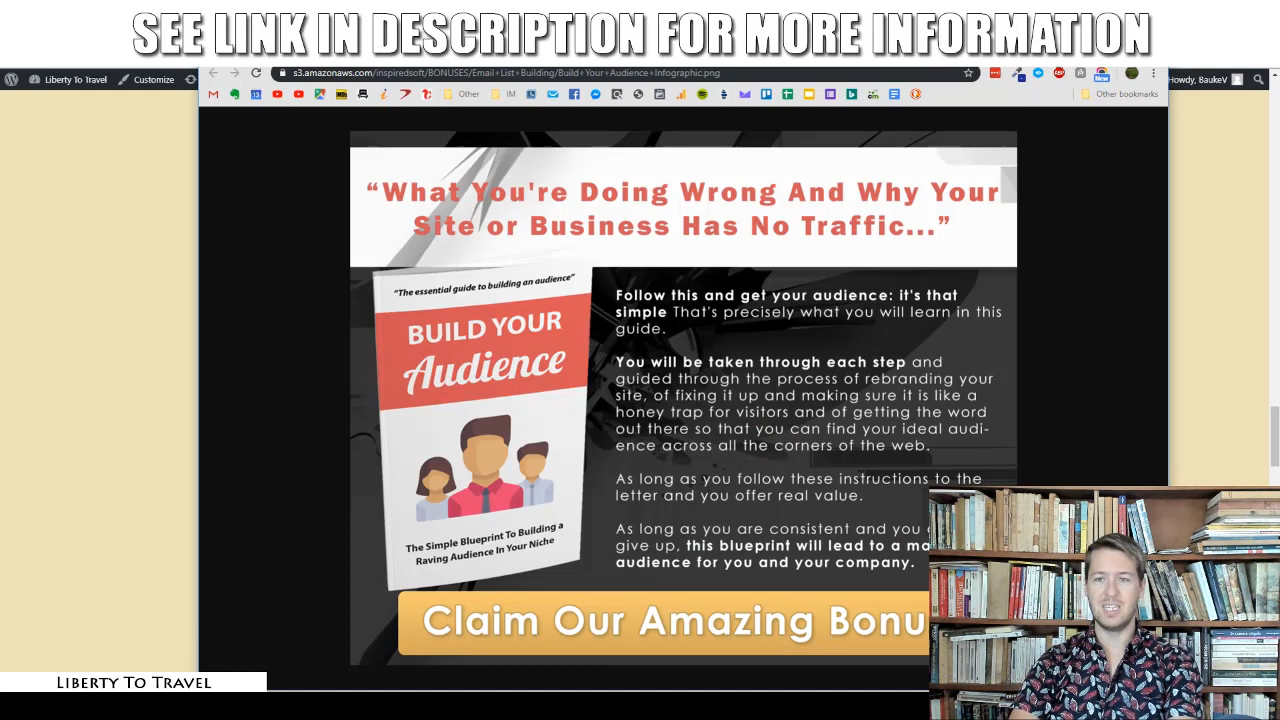 SEE LINK IN DESCRIPTION FOR MORE INFORMATION
Liberty To Travel
Customize
Howdy, BaukeV
s3.amazonaws.com/inspiredsoft/BONUSES/Email+List+Building/Build+Your+Audience+Infographic.png
Other
IM
New
Other bookmarks
“What You're Doing Wrong And Why Your
Site or Business Has No Traffic...”
“The essential guide to building an audience”
BUILD YOUR
Audience
The Simple Blueprint To Building a
Raving Audience In Your Niche
Follow this and get your audience: it's that
simple That's precisely what you will learn in this
guide.
You will be taken through each step and
guided through the process of rebranding your
site, of fixing it up and making sure it is like a
honey trap for visitors and of getting the word
out there so that you can find your ideal audi-
ence across all the corners of the web.
As long as you follow these instructions to the
letter and you offer real value.
As long as you are consistent and you
give up, this blueprint will lead to a
audience for you and your company.
Claim Our Amazing Bonu
LIBERTY TO TRAVEL